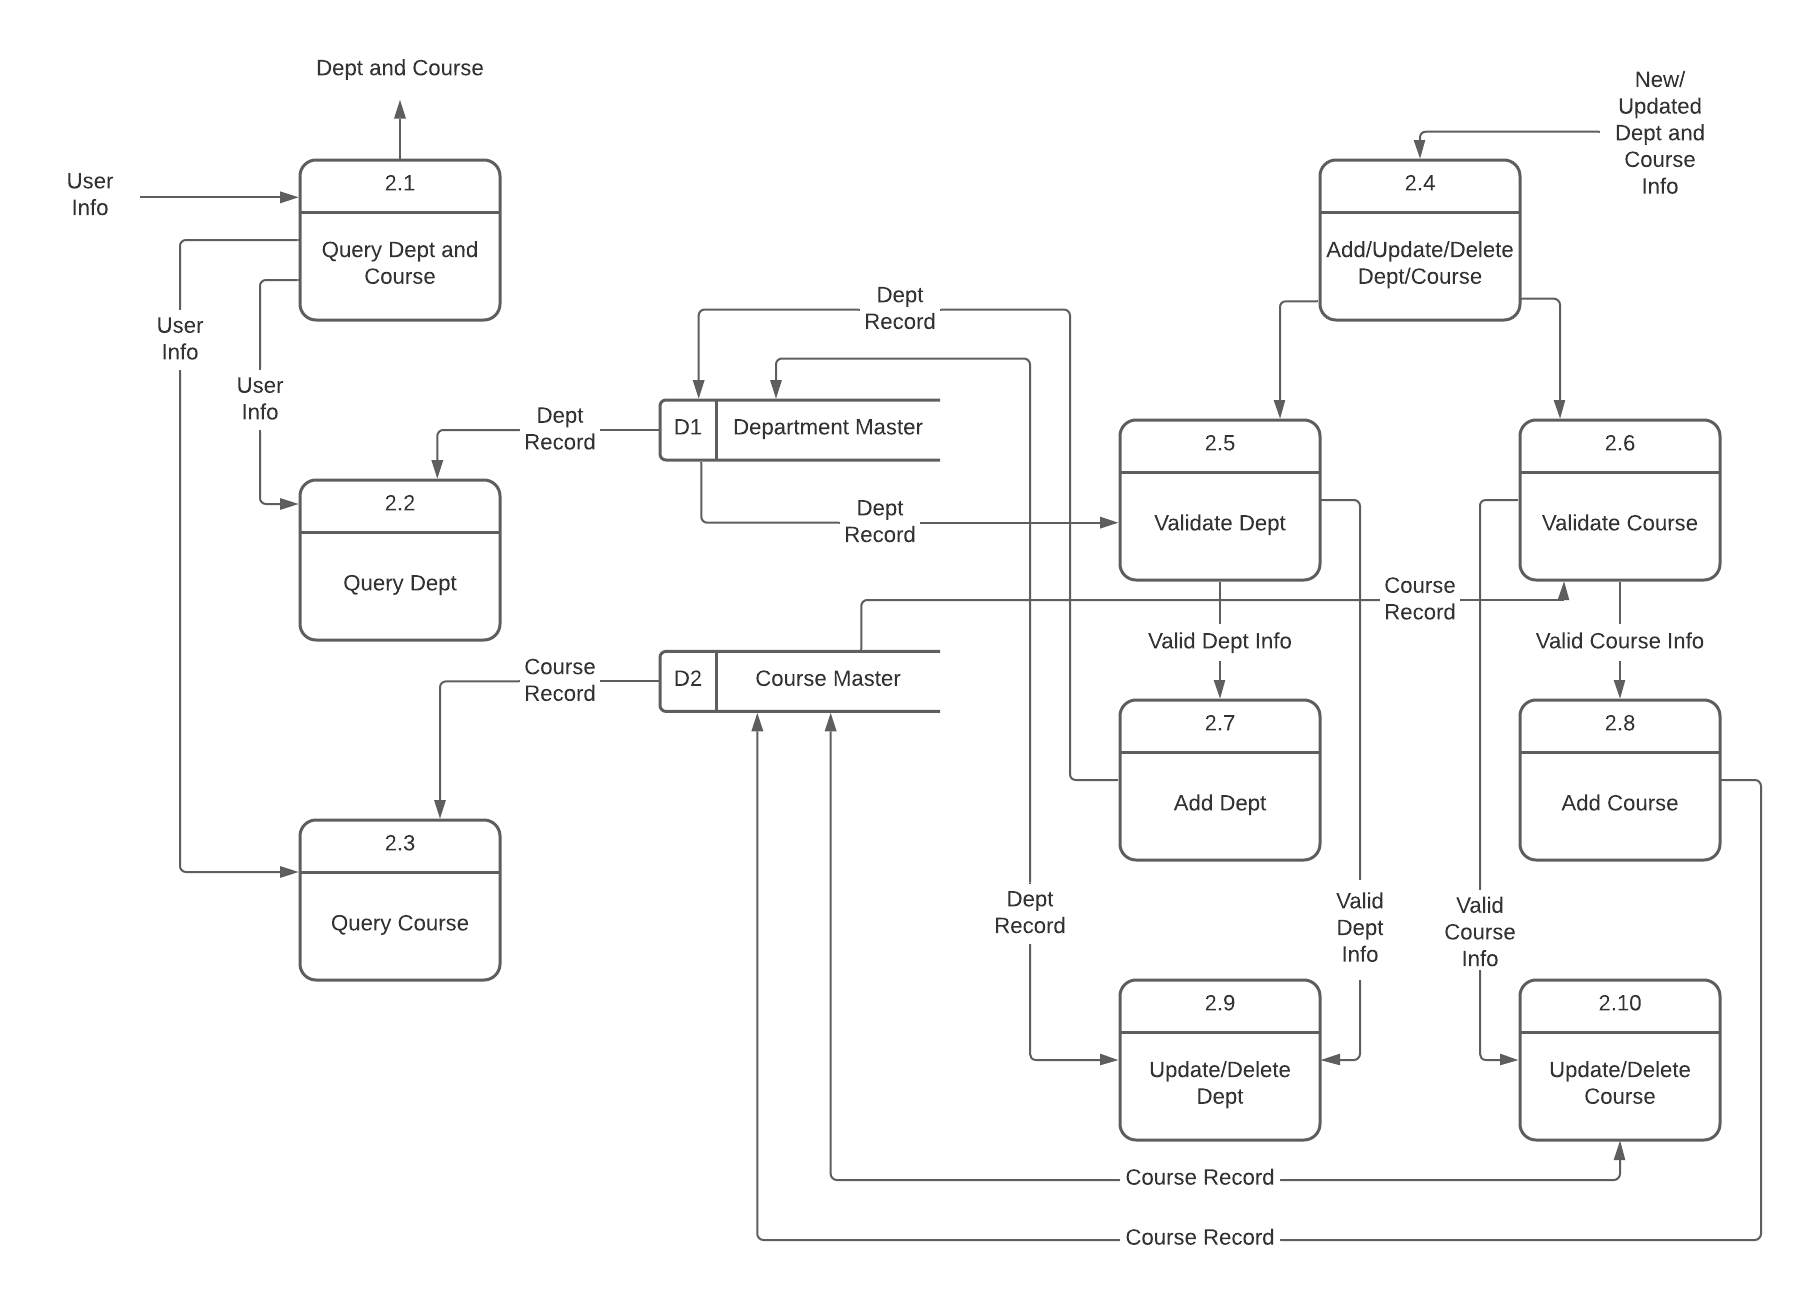 Dept and Course
User
Info
2.1
Query Dept and
Course
User
Info
User
Info
Dept
Record
2.2
Query Dept
Course
Record
2.3
Query Course
D1
Department Master
Dept
Record
Dept
Record
D2
Course Master
New/
Updated
Dept and
Course
Info
2.4
Add/Update/Delete
Dept/Course
2.5
Validate Dept
2.6
Validate Course
Course
Record
Valid Dept Info
Valid Course Info
2.7
Add Dept
2.8
Add Course
Dept
Record
Valid
Dept
Info
Valid
Course
Info
2.9
Update/Delete
Dept
2.10
Update/Delete
Course
Course Record
Course Record